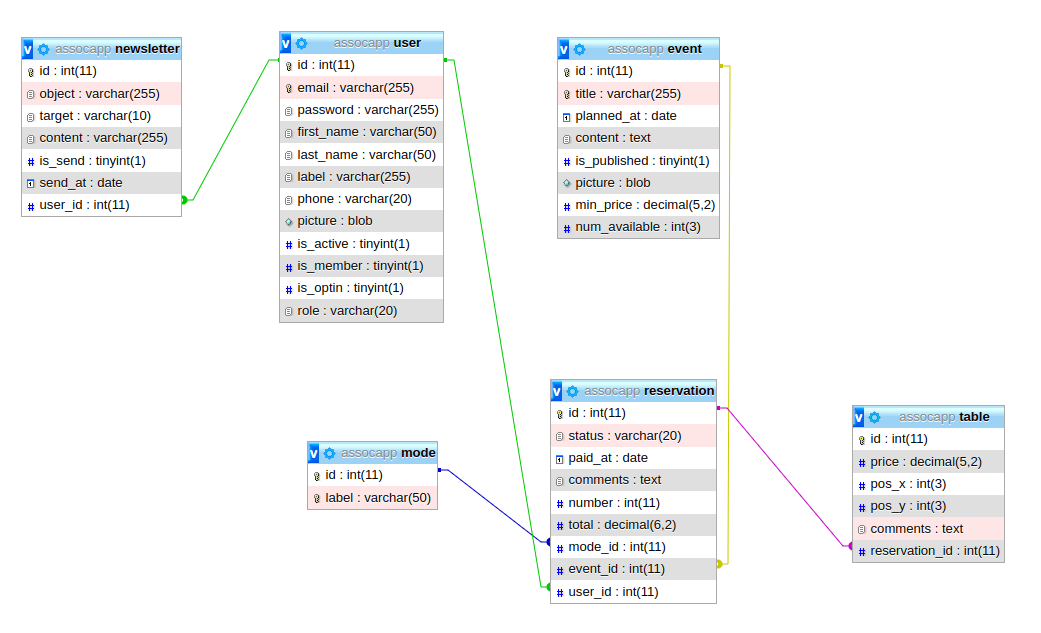 assocapp newsletter
id : int(11)
object : varchar(255)
target : varchar(10)
content : varchar(255)
is_send : tinyint(1)
send_at : date
user_id : int(11)
assocapp user
id : int(11)
email : varchar(255)
password : varchar(255)
first_name : varchar(50)
last_name : varchar(50)
label : varchar(255)
phone : varchar(20)
picture : blob
is_active : tinyint(1)
is_member : tinyint(1)
is_optin : tinyint(1)
role : varchar(20)
assocapp event
id : int(11)
title : varchar(255)
planned_at : date
content : text
is_published : tinyint(1)
picture : blob
min_price : decimal(5,2)
num_available : int(3)
assocapp mode
id : int(11)
label : varchar(50)
assocapp reservation
id : int(11)
status : varchar(20)
paid_at : date
comments : text
number : int(11)
total : decimal(6,2)
mode_id : int(11)
event_id : int(11)
user_id : int(11)
assocapp table
id : int(11)
price : decimal(5,2)
pos_x : int(3)
pos_y : int(3)
comments : text
reservation_id : int(11)